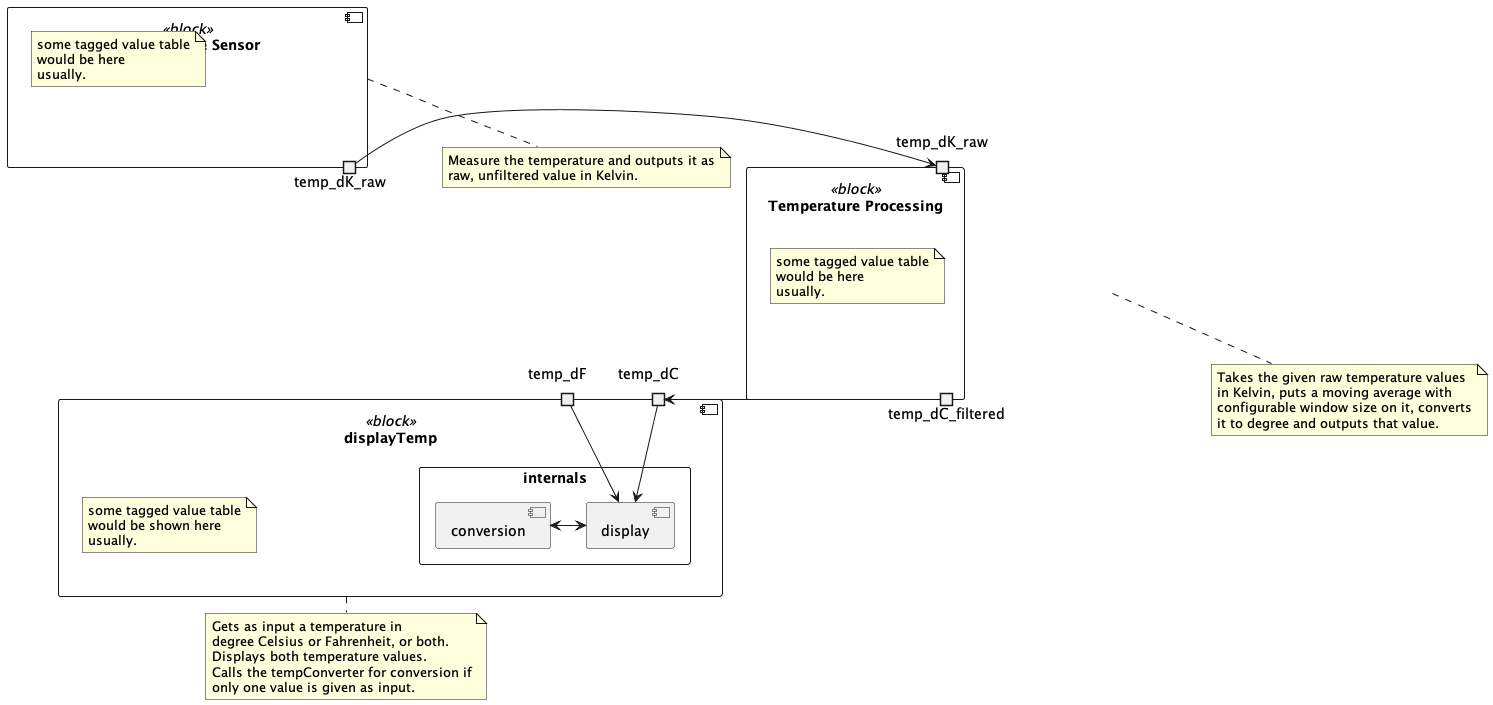 «block»
Sensor
some tagged value table
would be here
usually.
temp_dK_raw
Measure the temperature and outputs it as
raw, unfiltered value in Kelvin.
temp_dK_raw
«block»
Temperature Processing
some tagged value table
would be here
usually.
temp_dC_filtered
Takes the given raw temperature values
in Kelvin, puts a moving average with
configurable window size on it, converts
it to degree and outputs that value.
temp_dF
temp_dC
«block»
displayTemp
some tagged value table
would be shown here
usually.
internals
conversion
display
Gets as input a temperature in
degree Celsius or Fahrenheit, or both.
Displays both temperature values.
Calls the tempConverter for conversion if
only one value is given as input.